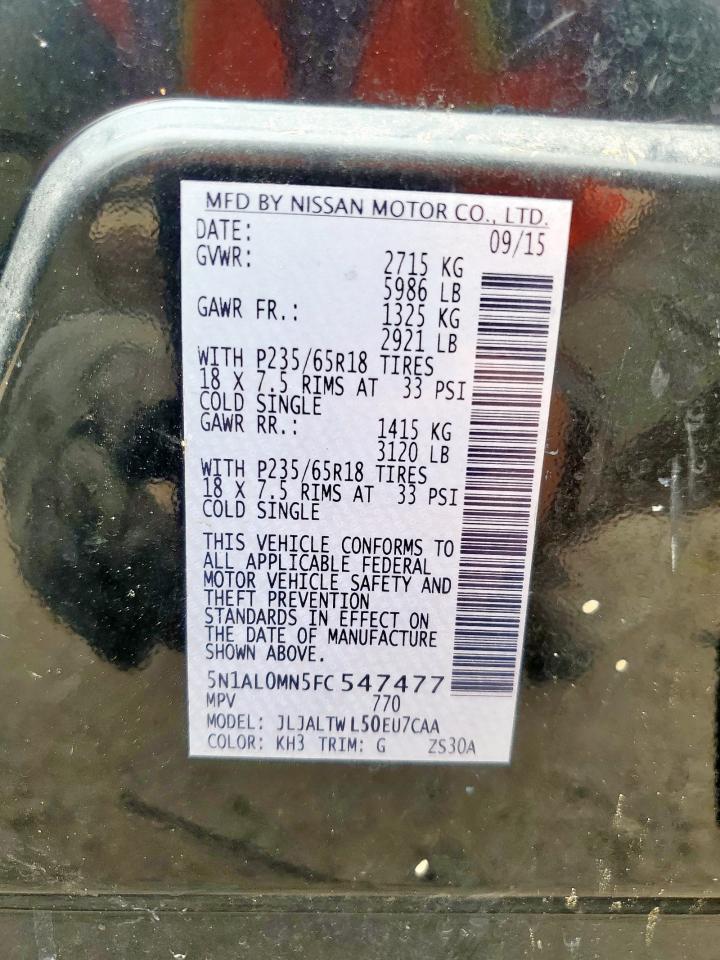 MFD BY NISSAN MOTOR CO., LTD.
DATE: 09/15
GVWR: 2715 KG
5986 LB
GAWR FR.: 1325 KG
2921 LB
WITH P235/65R18 TIRES
18 X 7.5 RIMS AT 33 PSI
COLD SINGLE
GAWR RR.: 1415 KG
3120 LB
WITH P235/65R18 TIRES
18 X 7.5 RIMS AT 33 PSI
COLD SINGLE
THIS VEHICLE CONFORMS TO
ALL APPLICABLE FEDERAL
MOTOR VEHICLE SAFETY AND
THEFT PREVENTION
STANDARDS IN EFFECT ON
THE DATE OF MANUFACTURE
SHOWN ABOVE.
5N1AL0MN5FC547477
MPV 770
MODEL: JLJALTWL50EU7CAA
COLOR: KH3 TRIM: G ZS30A